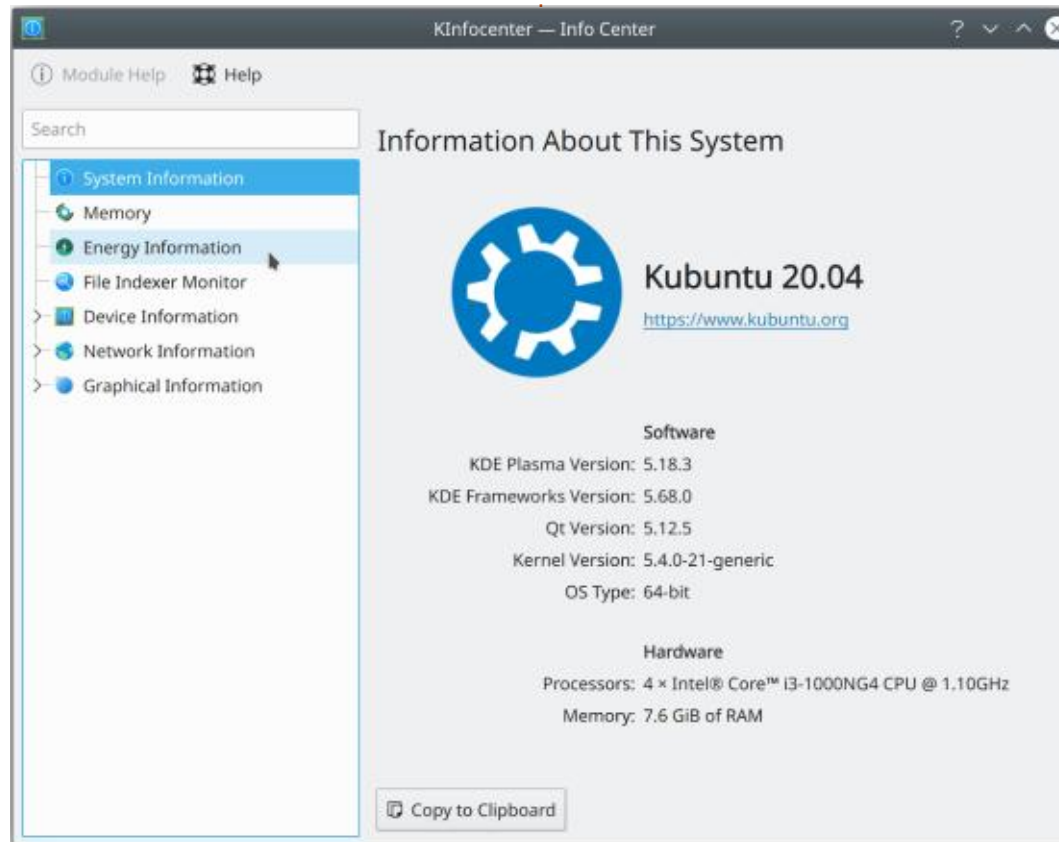 KInfocenter — Info Center
Module Help Help
Search
System Information
Memory
Energy Information
File Indexer Monitor
Device Information
Network Information
Graphical Information
Information About This System
Kubuntu 20.04
https://www.kubuntu.org
Software
KDE Plasma Version: 5.18.3
KDE Frameworks Version: 5.68.0
Qt Version: 5.12.5
Kernel Version: 5.4.0-21-generic
OS Type: 64-bit
Hardware
Processors: 4 × Intel® Core™ i3-1000NG4 CPU @ 1.10GHz
Memory: 7.6 GiB of RAM
Copy to Clipboard